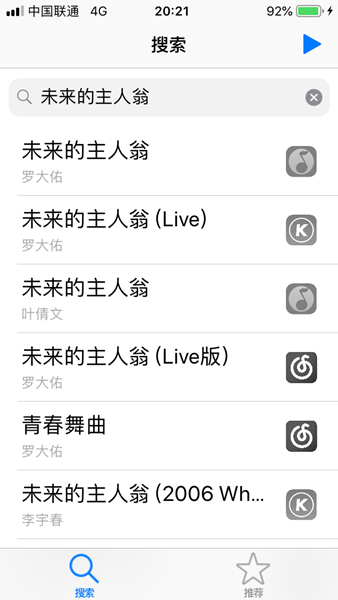 中国联通 4G 20:21 92%
搜索
未来的主人翁
未来的主人翁
罗大佑
未来的主人翁 (Live)
罗大佑
未来的主人翁
叶倩文
未来的主人翁 (Live版)
罗大佑
青春舞曲
罗大佑
未来的主人翁 (2006 Wh...
李宇春
搜索 推荐